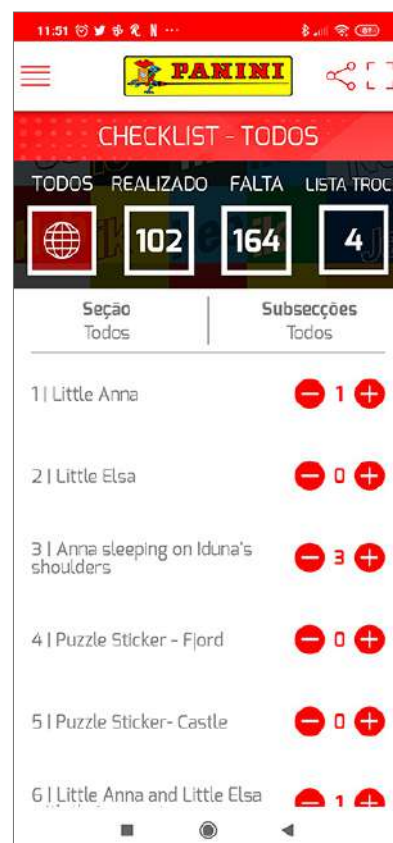 11:51
PANINI
CHECKLIST - TODOS
TODOS REALIZADO FALTA LISTA TROC
102 164 4
Seção Subsecções
Todos Todos
1 | Little Anna 1
2 | Little Elsa 0
3 | Anna sleeping on Iduna's
shoulders 3
4 | Puzzle Sticker - Fjord 0
5 | Puzzle Sticker- Castle 0
6 | Little Anna and Little Elsa 1